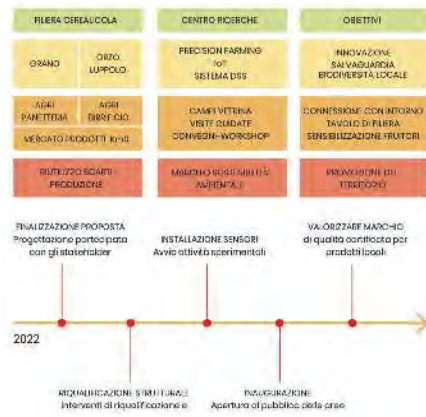 FILIERA CEREALICOLA
CENTRO RICERCHE
OBIETTIVI
GRANO
ORZO
LUPPOLO
PRECISION FARMING
IoT
SISTEMA DSS
INNOVAZIONE
SALVAGUARDIA
BIODIVERSITÀ LOCALE
AGRI
PANETTERIA
AGRI
BIRRIFICIO
MERCATO PRODOTTI Km0
CAMPI VETRINA
VISITE GUIDATE
CONVEGNI-WORKSHOP
CONNESSIONE CON INTORNO
TAVOLO DI FILIERA
SENSIBILIZZAZIONE FRUITORI
RIUTILIZZO SCARTI
PRODUZIONE
MARCHIO SOSTENIBILITÀ
AMBIENTALE
PROMOZIONE DEL
TERRITORIO
FINALIZZAZIONE PROPOSTA
Progettazione partecipata
con gli stakeholder
INSTALLAZIONE SENSORI
Avvio attività sperimentali
VALORIZZARE MARCHIO
di qualità certificata per
prodotti locali
2022
RIQUALIFICAZIONE STRUTTURALE
Interventi di riqualificazione e
INAUGURAZIONE
Apertura al pubblico delle aree